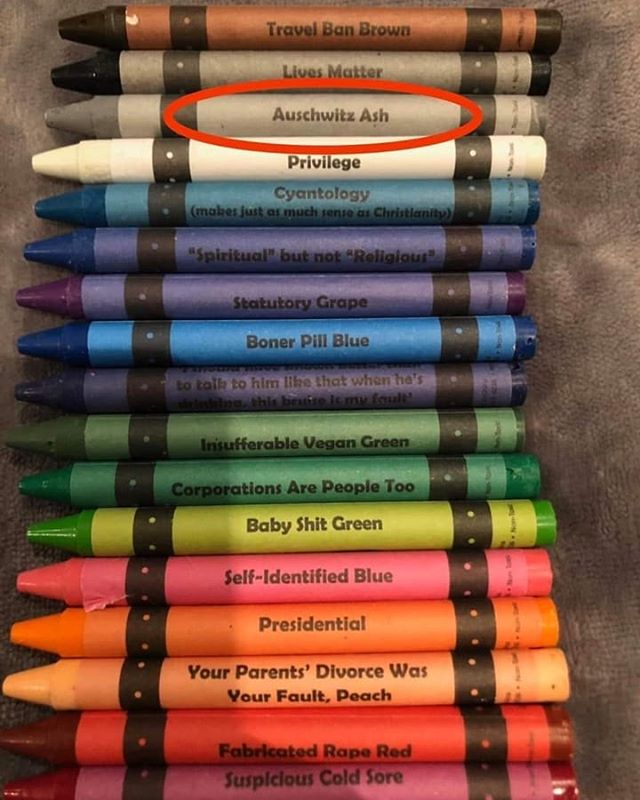 Travel Ban Brown
Lives Matter
Auschwitz Ash
Privilege
Cyantology
(makes just as much sense as Christianity)
"Spiritual" but not "Religious"
Statutory Grape
Boner Pill Blue
to talk to him like that when he's
drinking, this bruise is my fault'
Insufferable Vegan Green
Corporations Are People Too
Baby Shit Green
Self-Identified Blue
Presidential
Your Parents' Divorce Was
Your Fault, Peach
Fabricated Rape Red
Suspicious Cold Sore